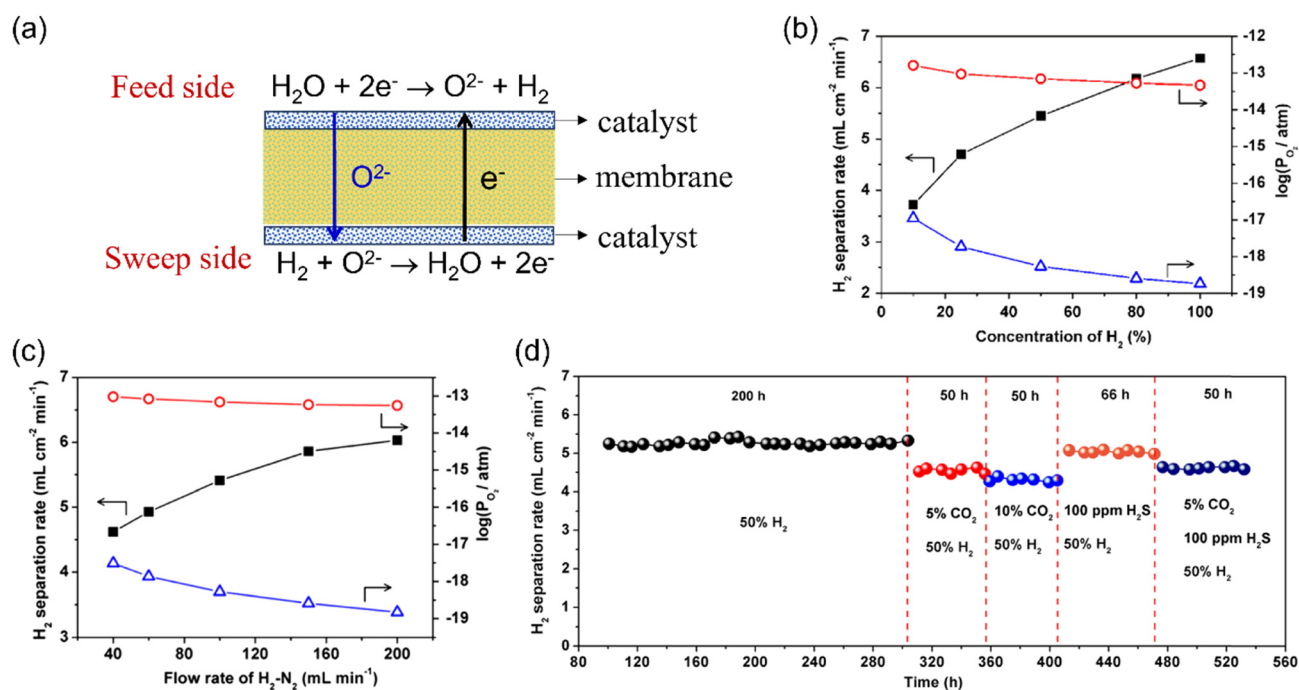 (a)
Feed side
H₂O + 2e⁻ → O²⁻ + H₂
catalyst
O²⁻
e⁻
membrane
catalyst
Sweep side
H₂ + O²⁻ → H₂O + 2e⁻
(b)
H₂ separation rate (mL cm⁻² min⁻¹)
7
6
5
4
3
2
0
20
40
60
80
100
Concentration of H₂ (%)
-12
-13
-14
-15
-16
-17
-18
-19
log(P_O₂/ atm)
(c)
H₂ separation rate (mL cm⁻² min⁻¹)
7
6
5
4
3
40
80
120
160
200
Flow rate of H₂-N₂ (mL min⁻¹)
-13
-14
-15
-16
-17
-18
-19
log(P_O₂/ atm)
(d)
H₂ separation rate (mL cm⁻² min⁻¹)
7
6
5
4
3
2
1
0
200 h
50 h
50 h
66 h
50 h
50% H₂
5% CO₂
50% H₂
10% CO₂
50% H₂
100 ppm H₂S
50% H₂
5% CO₂
100 ppm H₂S
50% H₂
80
120
160
200
240
280
320
360
400
440
480
520
560
Time (h)